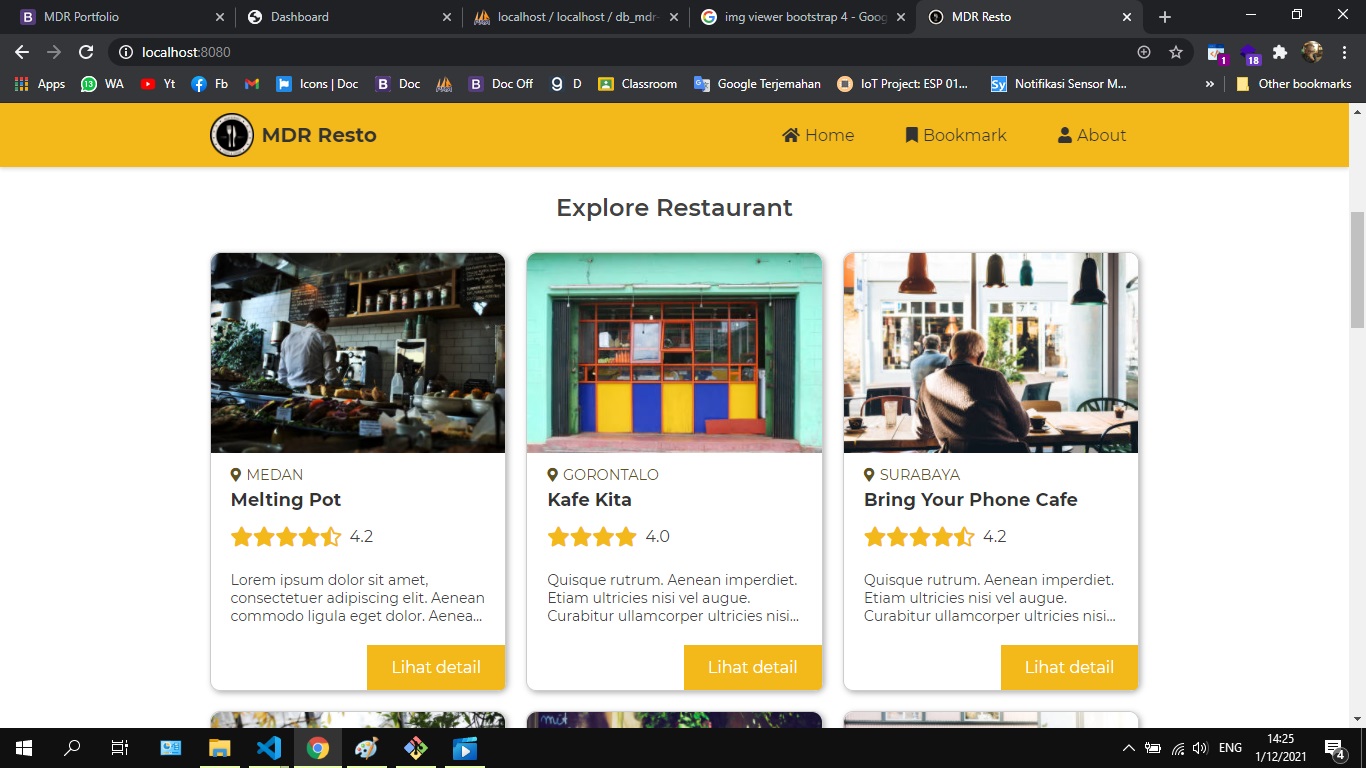 MDR Portfolio
Dashboard
localhost / localhost / db_mdr-
img viewer bootstrap 4 - Goog
MDR Resto
localhost:8080
Apps
13
WA
Yt
Fb
Icons | Doc
Doc
Doc Off
D
Classroom
Google Terjemahan
IoT Project: ESP 01...
Sy
Notifikasi Sensor M...
»
Other bookmarks
1
18
MDR Resto
Home
Bookmark
About
Explore Restaurant
MEDAN
Melting Pot
4.2
Lorem ipsum dolor sit amet,
consectetuer adipiscing elit. Aenean
commodo ligula eget dolor. Aenea...
Lihat detail
GORONTALO
Kafe Kita
4.0
Quisque rutrum. Aenean imperdiet.
Etiam ultricies nisi vel augue.
Curabitur ullamcorper ultricies nisi...
Lihat detail
SURABAYA
Bring Your Phone Cafe
4.2
Quisque rutrum. Aenean imperdiet.
Etiam ultricies nisi vel augue.
Curabitur ullamcorper ultricies nisi...
Lihat detail
ENG
14:25
1/12/2021
4